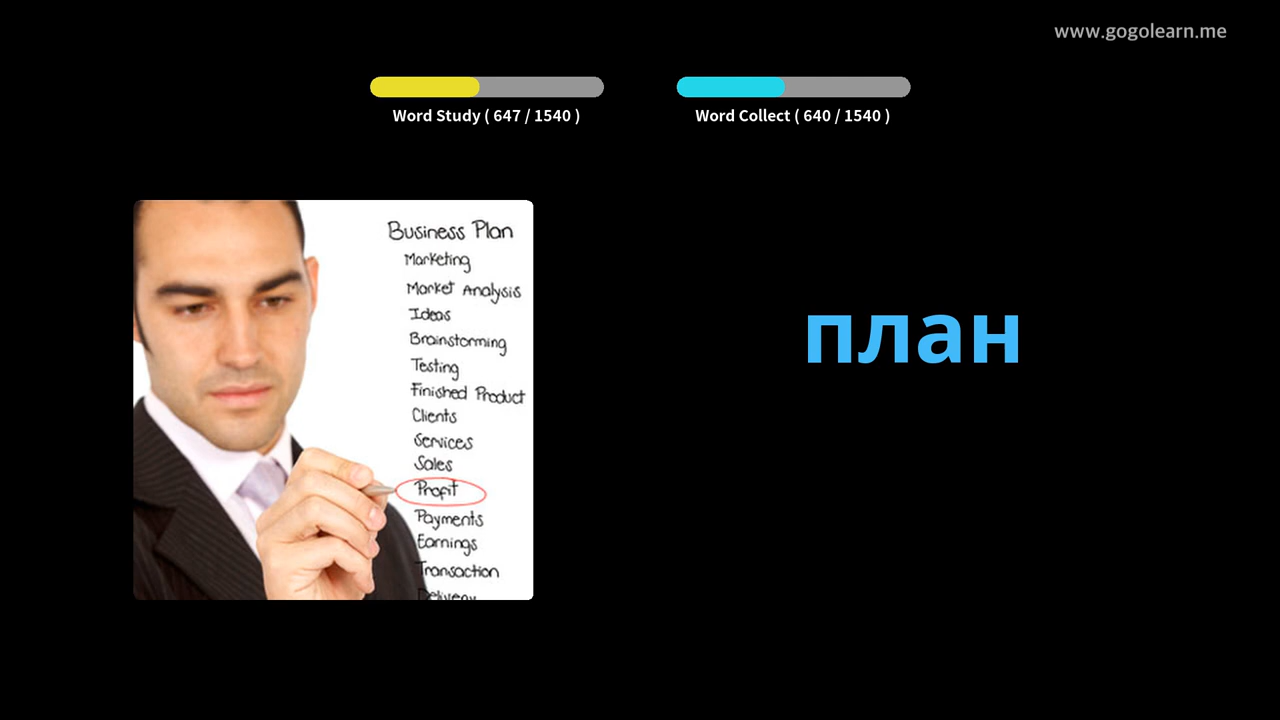 www.gogolearn.me
Word Study ( 647 / 1540 )
Word Collect ( 640 / 1540 )
Business Plan
Marketing
Market Analysis
Ideas
Brainstorming
Testing
Finished Product
Clients
Services
Sales
Profit
Payments
Earnings
Transaction
Delivery
план